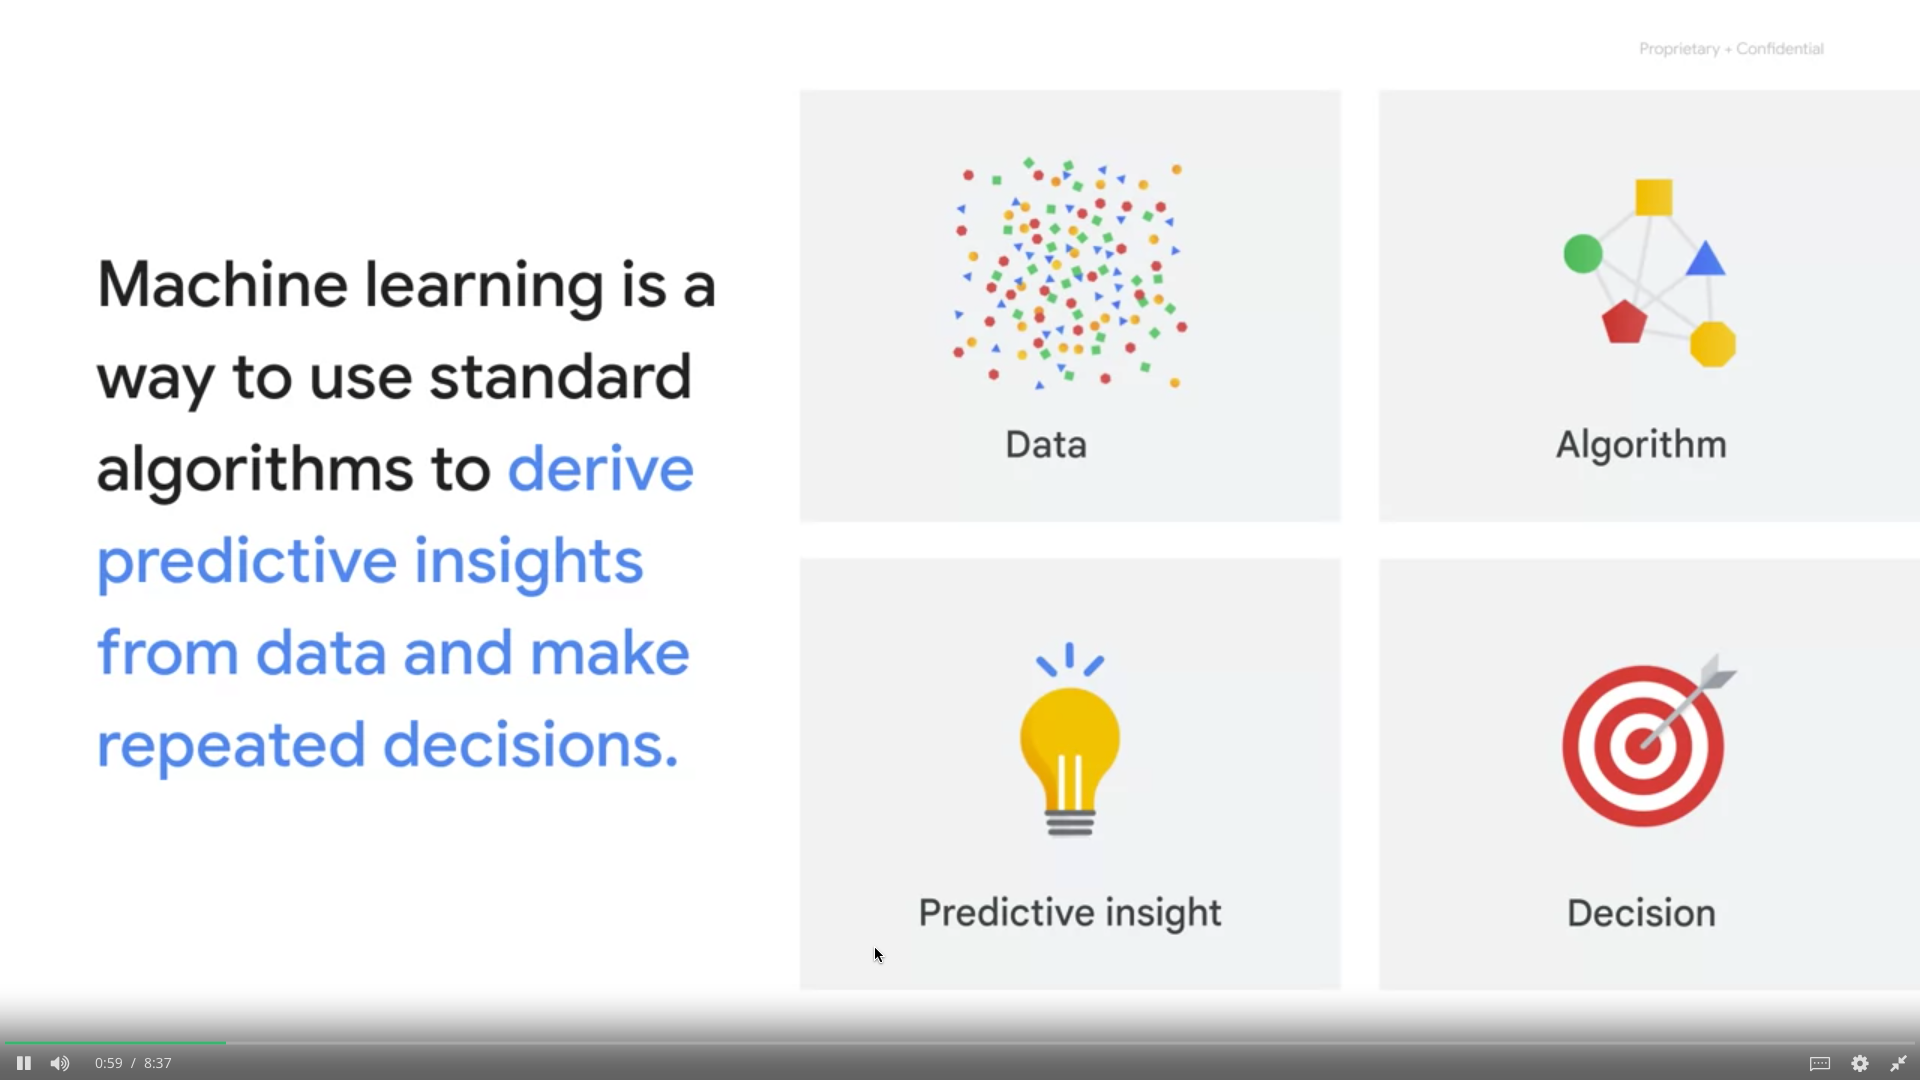 Proprietary + Confidential
Machine learning is a
way to use standard
algorithms to derive
predictive insights
from data and make
repeated decisions.
Data
Algorithm
Predictive insight
Decision
0:59 / 8:37